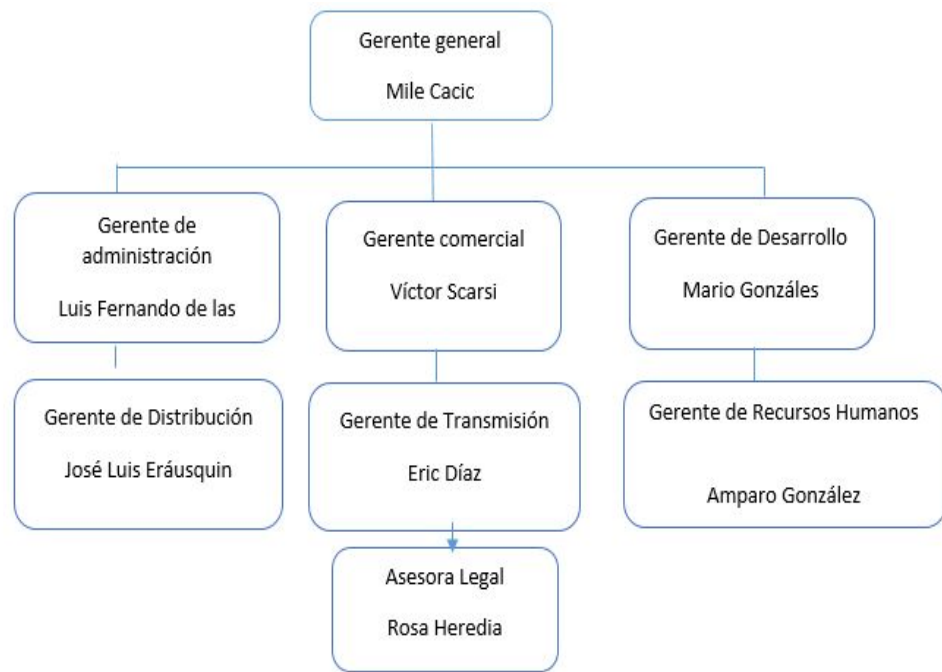 Gerente general
Mile Cacic
Gerente de
administración
Luis Fernando de las
Gerente comercial
Víctor Scarsi
Gerente de Desarrollo
Mario Gonzáles
Gerente de Distribución
José Luis Eráusquin
Gerente de Transmisión
Eric Díaz
Gerente de Recursos Humanos
Amparo González
Asesora Legal
Rosa Heredia